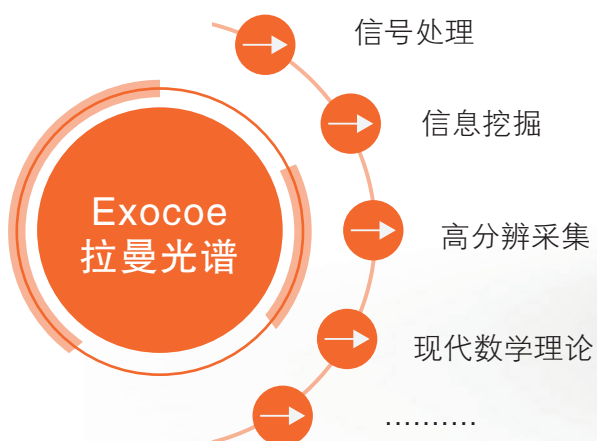 信号处理
信息挖掘
Exocoe
拉曼光谱
高分辨采集
现代数学理论
..........